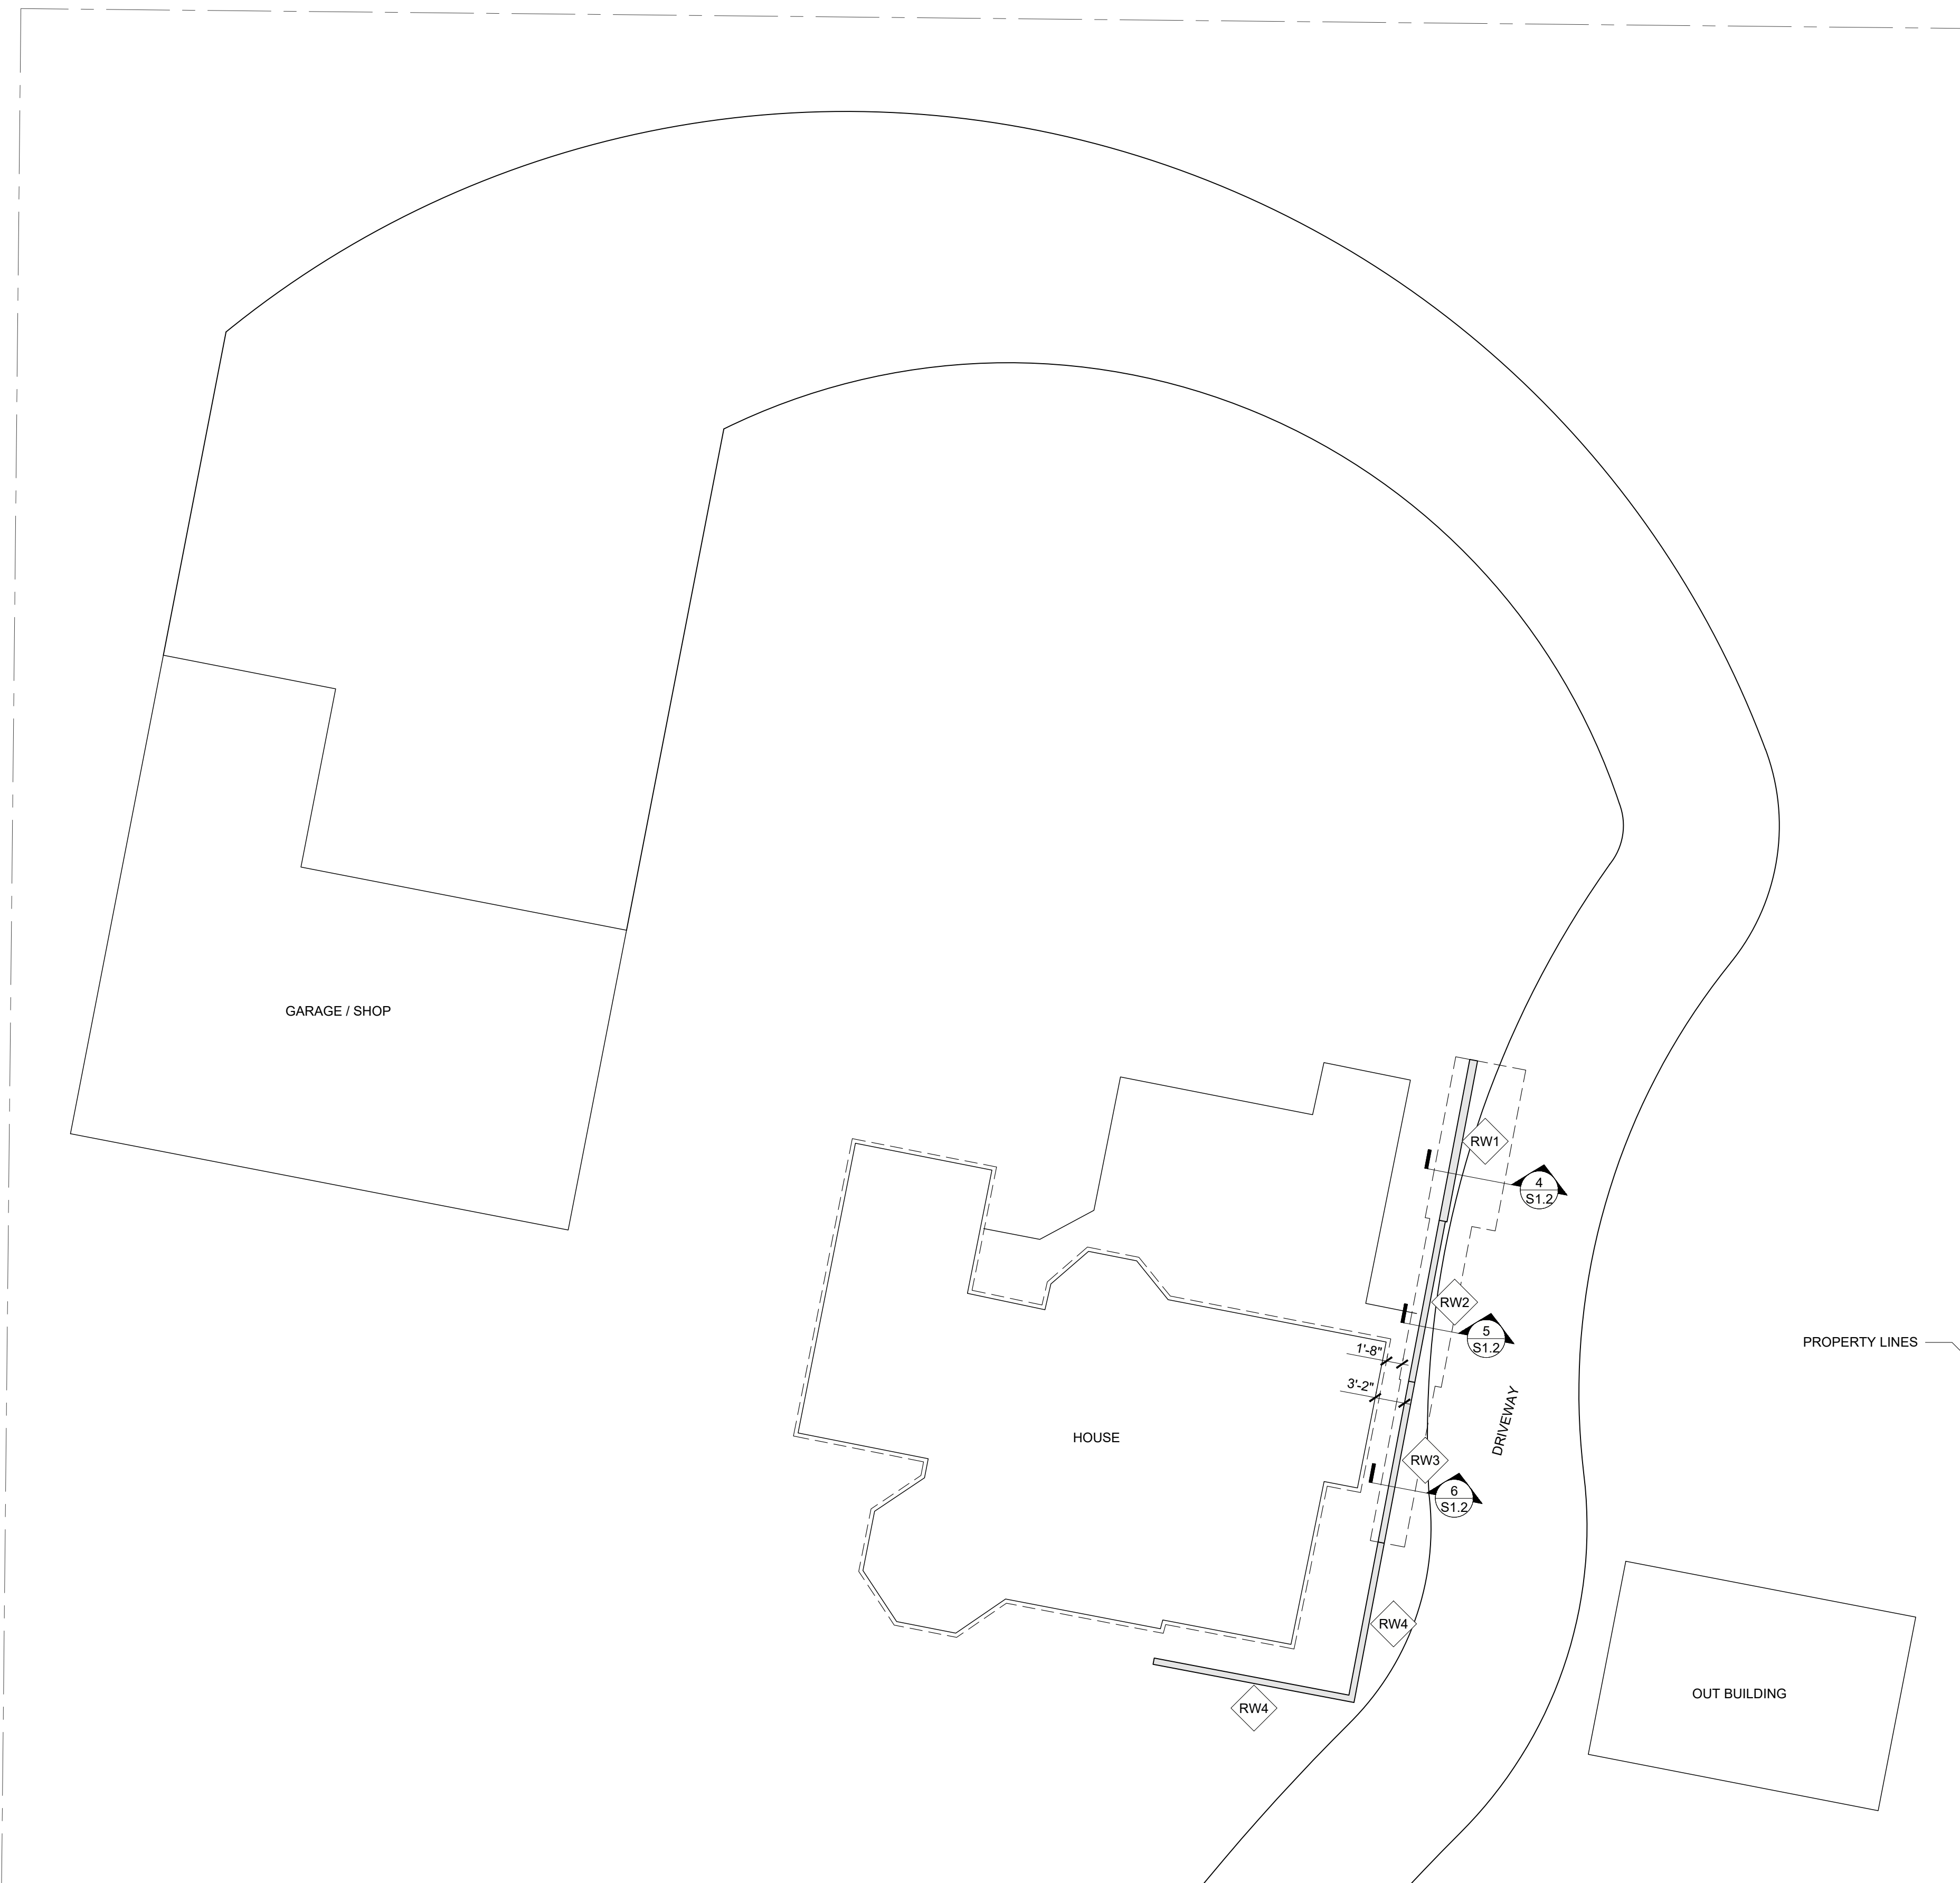 GARAGE / SHOP
RW1
4
S1.2
RW2
5
S1.2
PROPERTY LINES
1'-8"
3'-2"
DRIVEWAY
HOUSE
RW3
6
S1.2
RW4
OUT BUILDING
RW4